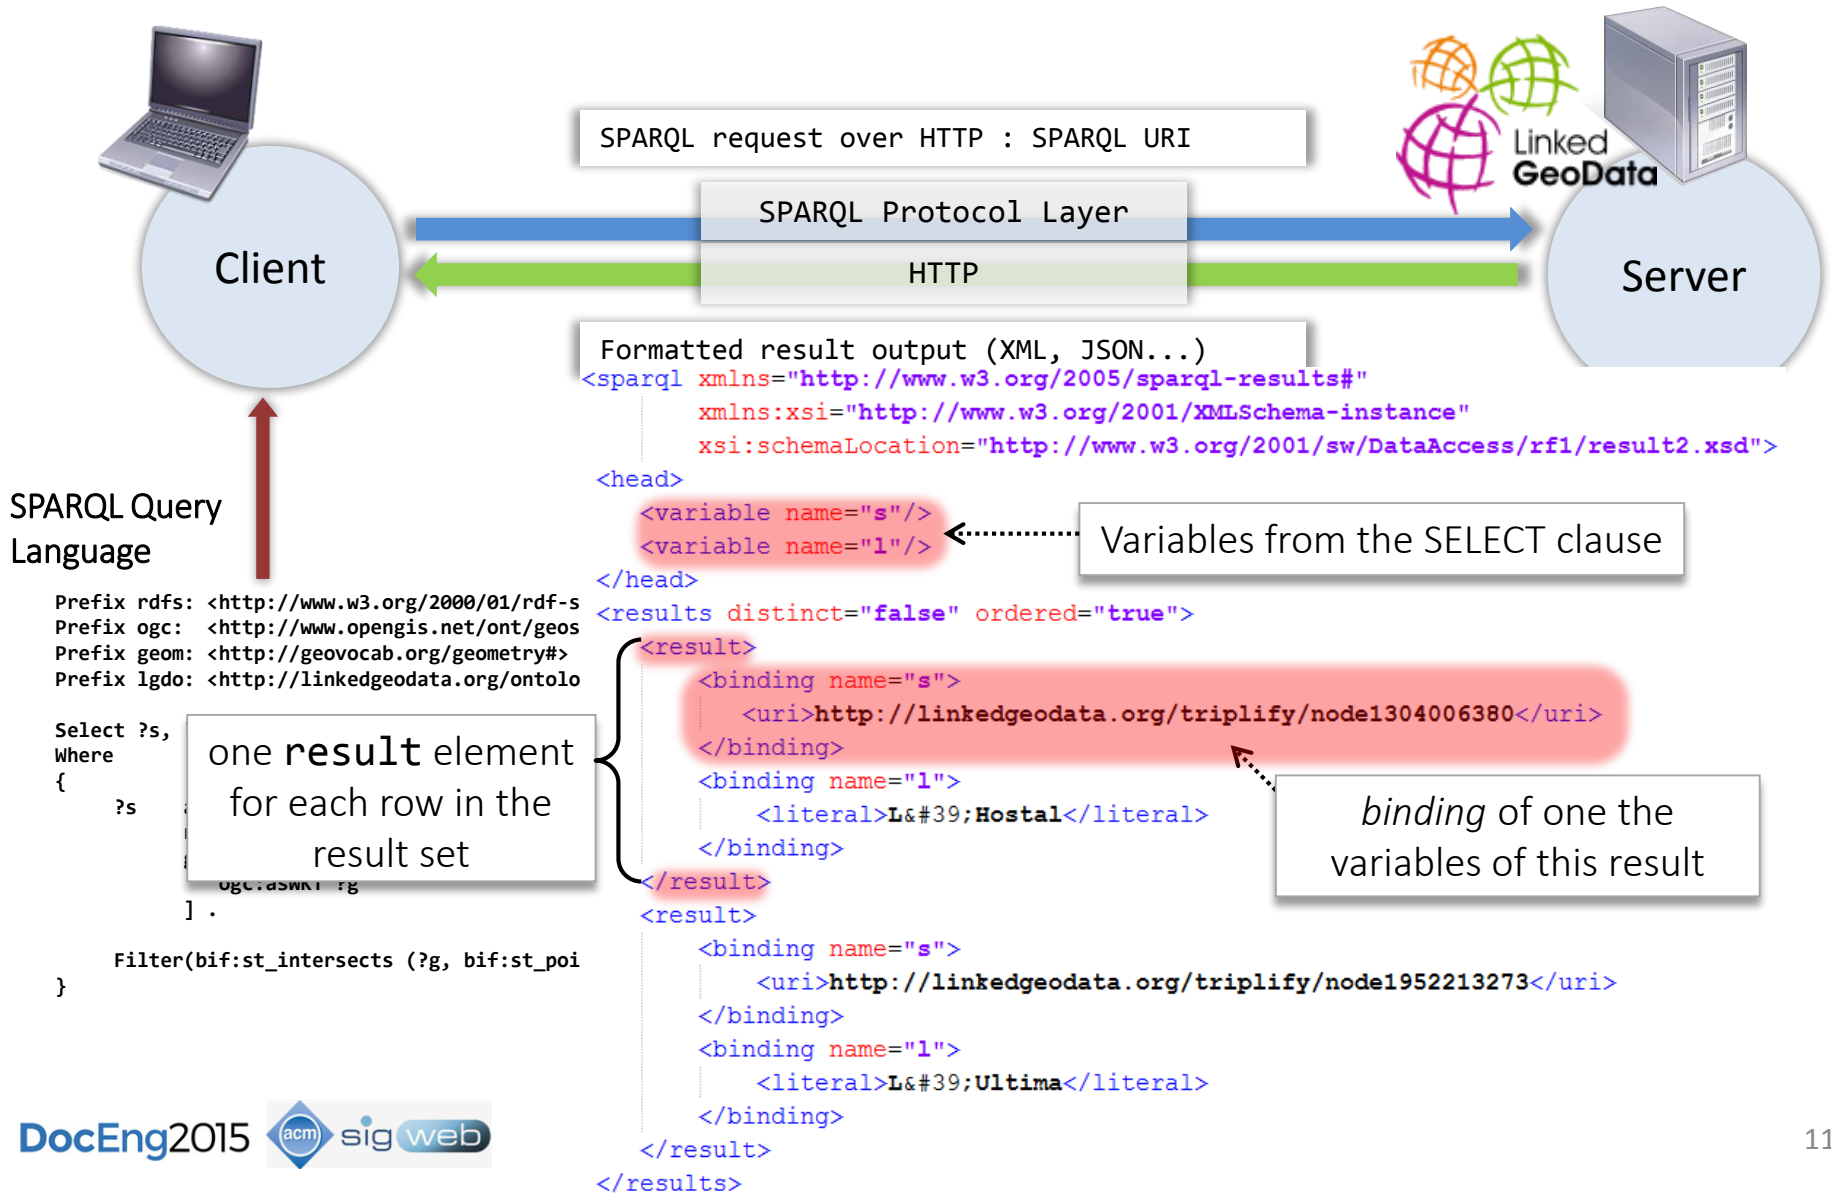 SPARQL request over HTTP : SPARQL URI
Linked
GeoData
SPARQL Protocol Layer
HTTP
Client
Server
Formatted result output (XML, JSON...)
<sparql xmlns="http://www.w3.org/2005/sparql-results#"
xmlns:xsi="http://www.w3.org/2001/XMLSchema-instance"
xsi:schemaLocation="http://www.w3.org/2001/sw/DataAccess/rf1/result2.xsd">
<head>
<variable name="s"/>
<variable name="l"/>
</head>
Variables from the SELECT clause
<results distinct="false" ordered="true">
<result>
<binding name="s">
<uri>http://linkedgeodata.org/triplify/node1304006380</uri>
</binding>
<binding name="l">
<literal>L&#39;Hostal</literal>
</binding>
</result>
<result>
<binding name="s">
<uri>http://linkedgeodata.org/triplify/node1952213273</uri>
</binding>
<binding name="l">
<literal>L&#39;Ultima</literal>
</binding>
</result>
</results>
binding of one the
variables of this result
SPARQL Query
Language
Prefix rdfs: <http://www.w3.org/2000/01/rdf-s
Prefix ogc: <http://www.opengis.net/ont/geos
Prefix geom: <http://geovocab.org/geometry#>
Prefix lgdo: <http://linkedgeodata.org/ontolo
Select ?s,
Where
{
?s
ogc:asWKT ?g
] .
Filter(bif:st_intersects (?g, bif:st_poi
}
one result element
for each row in the
result set
DocEng2015
acm
sig web
11